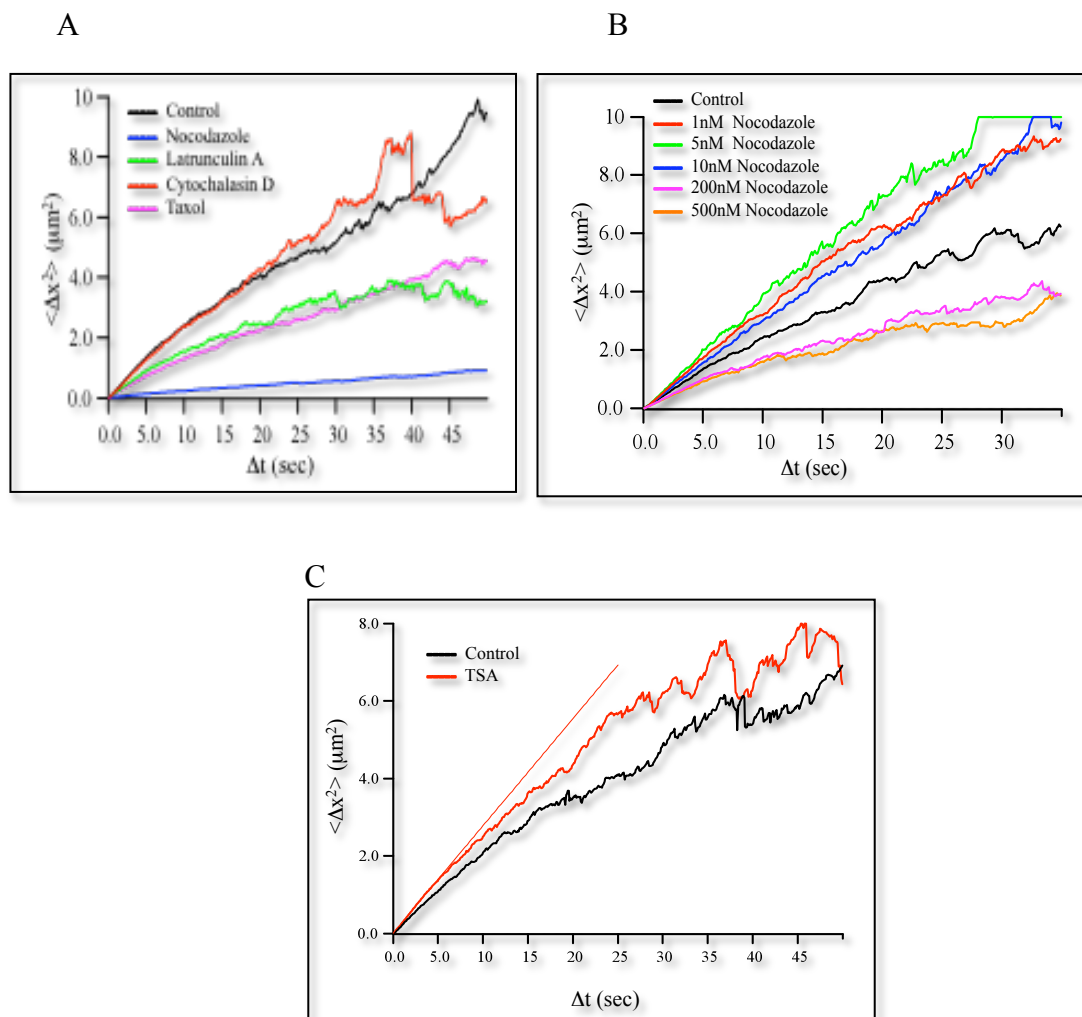 A
B
10
8.0
6.0
4.0
2.0
0.0
<Δx²> (μm²)
Control
Nocodazole
Latrunculin A
Cytochalasin D
Taxol
0.0 5.0 10 15 20 25 30 35 40 45
Δt (sec)
10
8.0
6.0
4.0
2.0
0.0
<Δx²> (μm²)
Control
1nM Nocodazole
5nM Nocodazole
10nM Nocodazole
200nM Nocodazole
500nM Nocodazole
0.0 5.0 10 15 20 25 30
Δt (sec)
C
8.0
6.0
4.0
2.0
0.0
<Δx²> (μm²)
Control
TSA
0.0 5.0 10 15 20 25 30 35 40 45
Δt (sec)